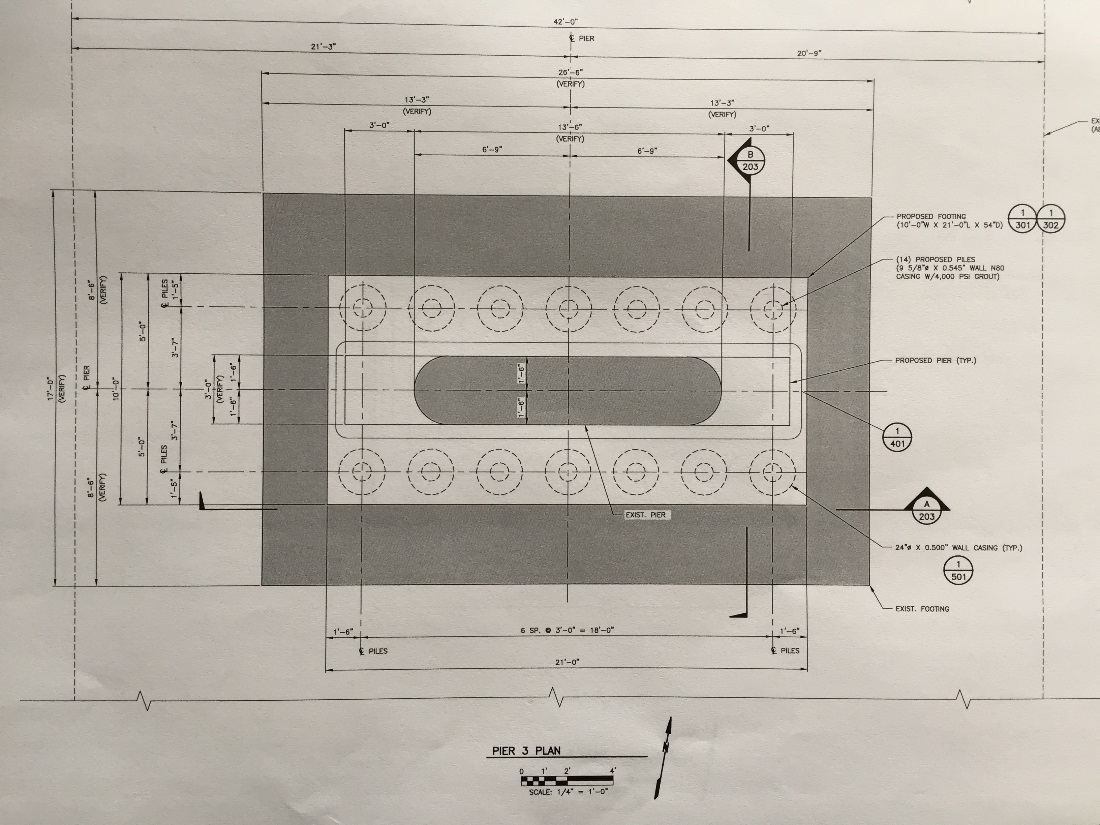 42'-0"
℄ PIER
21'-3"
20'-9"
26'-6"
(VERIFY)
13'-3"
(VERIFY)
13'-3"
(VERIFY)
3'-0"
13'-6"
(VERIFY)
3'-0"
6'-9"
6'-9"
B
203
PROPOSED FOOTING
(10'-0"W X 21'-0"L X 54"D)
1
301
1
302
(14) PROPOSED PILES
(9 5/8"ø X 0.545" WALL N80
CASING W/4,000 PSI GROUT)
PROPOSED PIER (TYP.)
1
401
A
203
24"ø X 0.500" WALL CASING (TYP.)
1
501
EXIST. FOOTING
EXIST. PIER
17'-0"
(VERIFY)
8'-6"
(VERIFY)
℄ PIER
8'-6"
(VERIFY)
10'-0"
5'-0"
5'-0"
℄ PILES
1'-5"
3'-7"
3'-7"
℄ PILES
1'-5"
3'-0"
(VERIFY)
1'-6"
1'-6"
1'-6"
1'-6"
1'-6"
6 SP. @ 3'-0" = 18'-0"
1'-6"
℄ PILES
℄ PILES
21'-0"
PIER 3 PLAN
0 1' 2' 4'
SCALE: 1/4" = 1'-0"
N